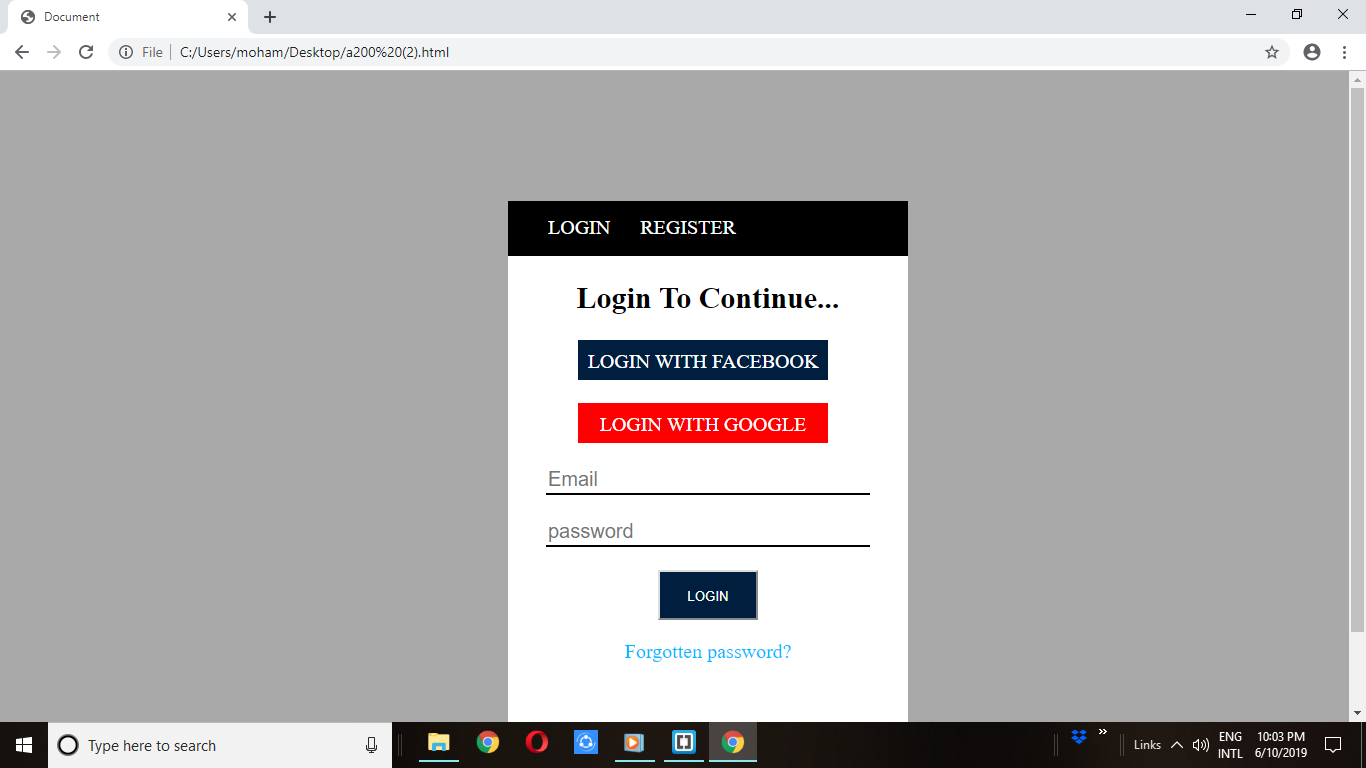 Document
File C:/Users/moham/Desktop/a200%20(2).html
LOGIN REGISTER
Login To Continue...
LOGIN WITH FACEBOOK
LOGIN WITH GOOGLE
Email
password
LOGIN
Forgotten password?
Type here to search
Links
ENG
INTL
10:03 PM
6/10/2019